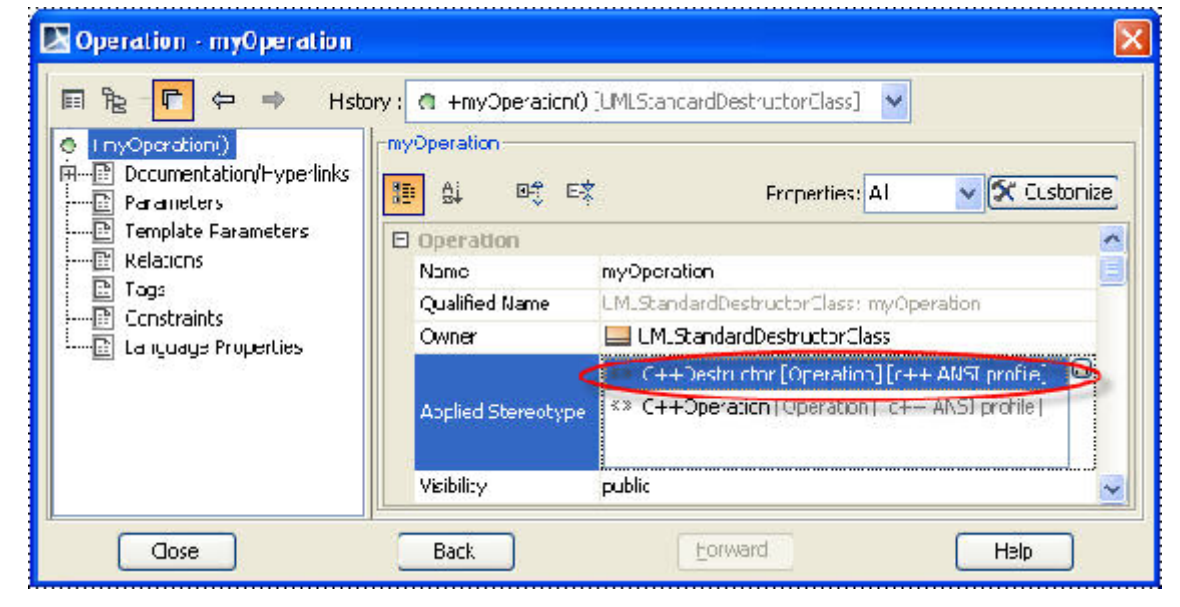 Operation - myOperation
History : +myOperation() [UMLStandardDestructorClass]
+myOperation()
Documentation/Hyperlinks
Parameters
Template Parameters
Relations
Tags
Constraints
Language Properties
myOperation
Properties: All Customize
Operation
Name myOperation
Qualified Name UMLStandardDestructorClass::myOperation
Owner UMLStandardDestructorClass
Applied Stereotype
«» C++Destructor [Operation] [c++ ANSI profile]
«» C++Operation [Operation] [c++ ANSI profile]
Visibility public
Close Back Forward Help